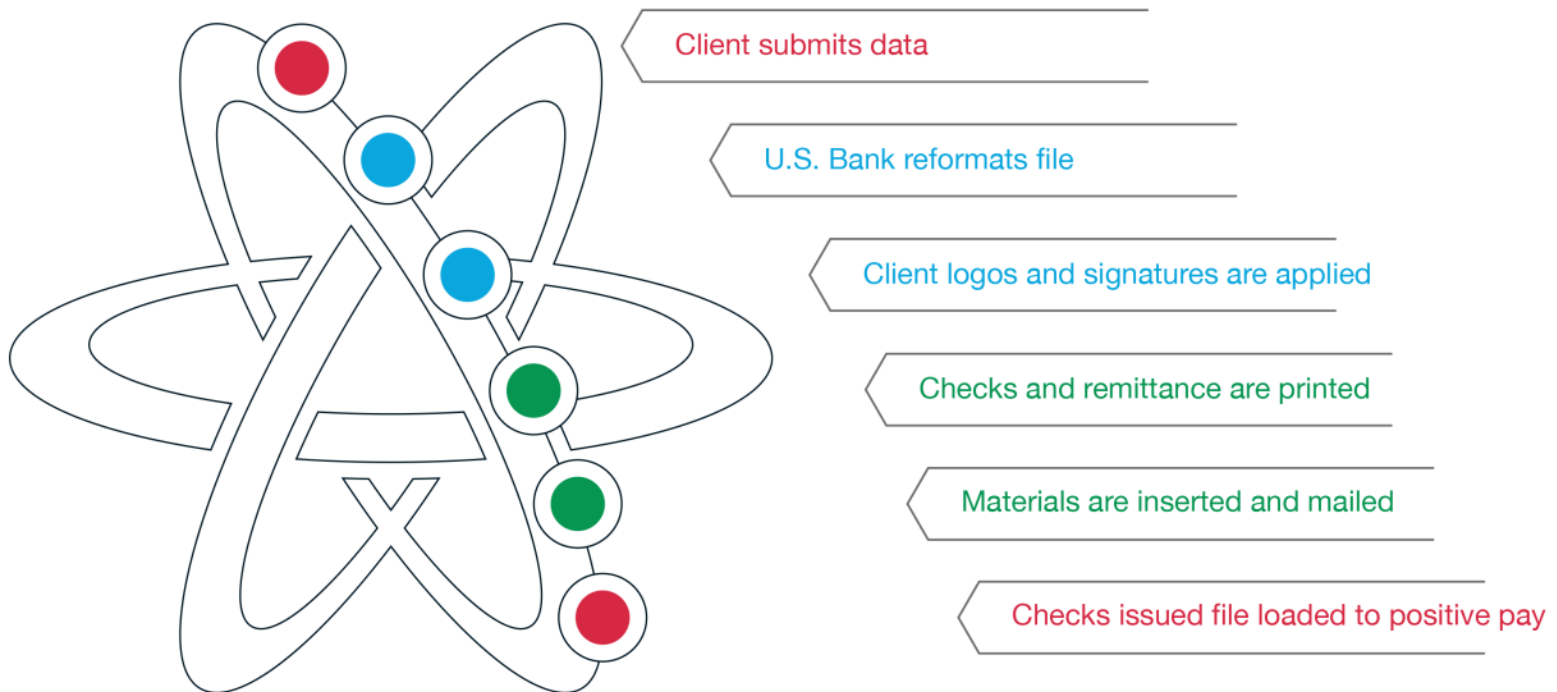 Client submits data
U.S. Bank reformats file
Client logos and signatures are applied
Checks and remittance are printed
Materials are inserted and mailed
Checks issued file loaded to positive pay